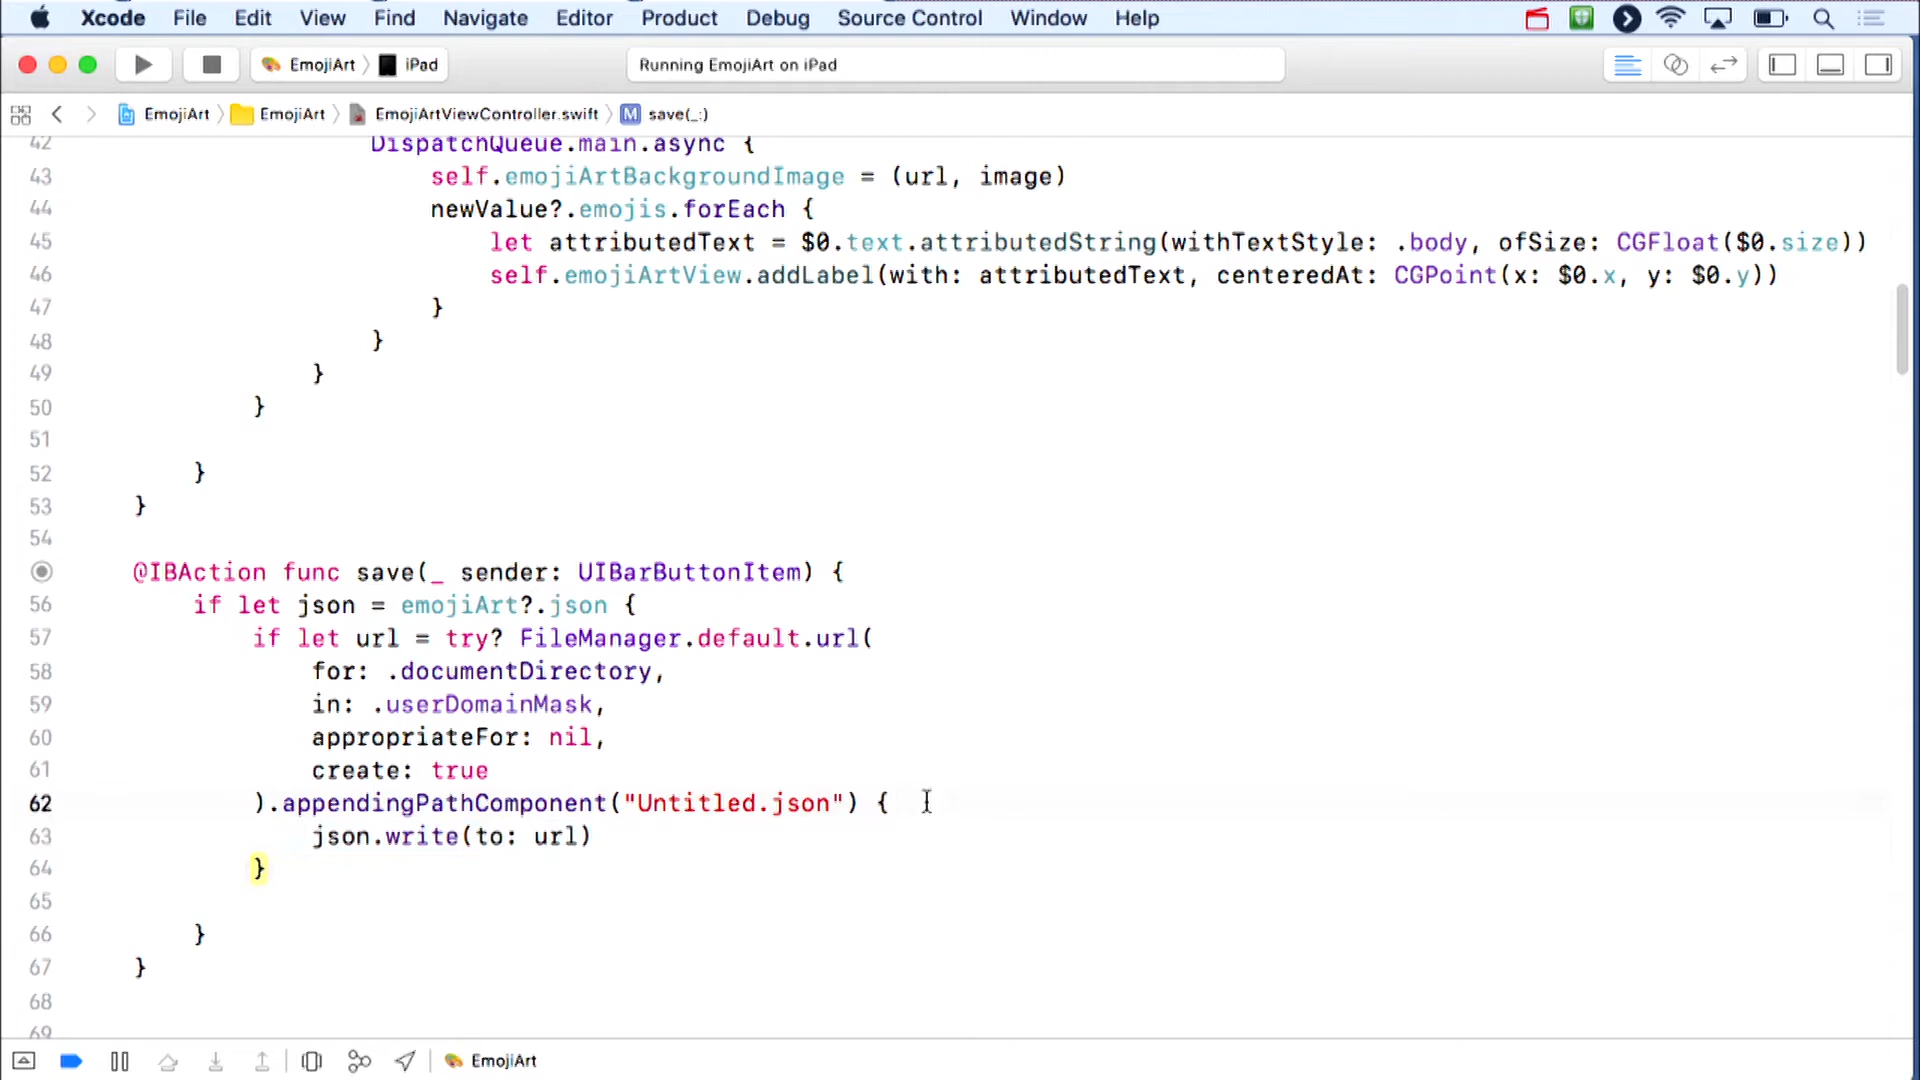 Xcode File Edit View Find Navigate Editor Product Debug Source Control Window Help
EmojiArt iPad Running EmojiArt on iPad
EmojiArt EmojiArt EmojiArtViewController.swift M save(_:)
42 DispatchQueue.main.async {
43 self.emojiArtBackgroundImage = (url, image)
44 newValue?.emojis.forEach {
45 let attributedText = $0.text.attributedString(withTextStyle: .body, ofSize: CGFloat($0.size))
46 self.emojiArtView.addLabel(with: attributedText, centeredAt: CGPoint(x: $0.x, y: $0.y))
47 }
48 }
49 }
50 }
51
52 }
53 }
54
@IBAction func save(_ sender: UIBarButtonItem) {
56 if let json = emojiArt?.json {
57 if let url = try? FileManager.default.url(
58 for: .documentDirectory,
59 in: .userDomainMask,
60 appropriateFor: nil,
61 create: true
62 ).appendingPathComponent("Untitled.json") {
63 json.write(to: url)
64 }
65
66 }
67 }
68
69
EmojiArt